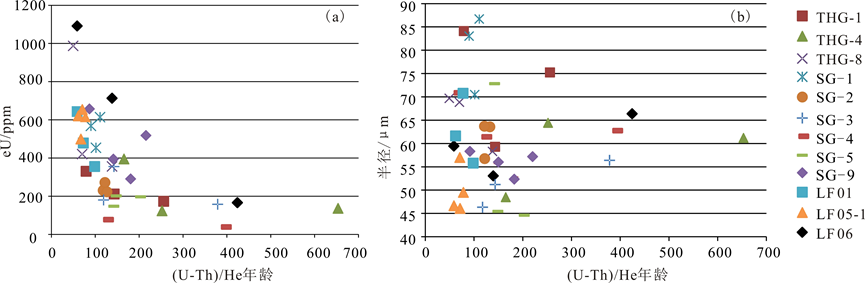 (a)
eU/ppm
1200
1000
800
600
400
200
0
0 100 200 300 400 500 600 700
(U-Th)/He年龄
(b)
半径/μm
85
90
85
80
75
70
65
60
55
50
45
40
0 100 200 300 400 500 600 700
(U-Th)/He年龄
THG-1
THG-4
THG-8
SG-1
SG-2
SG-3
SG-4
SG-5
SG-9
LF01
LF05-1
LF06